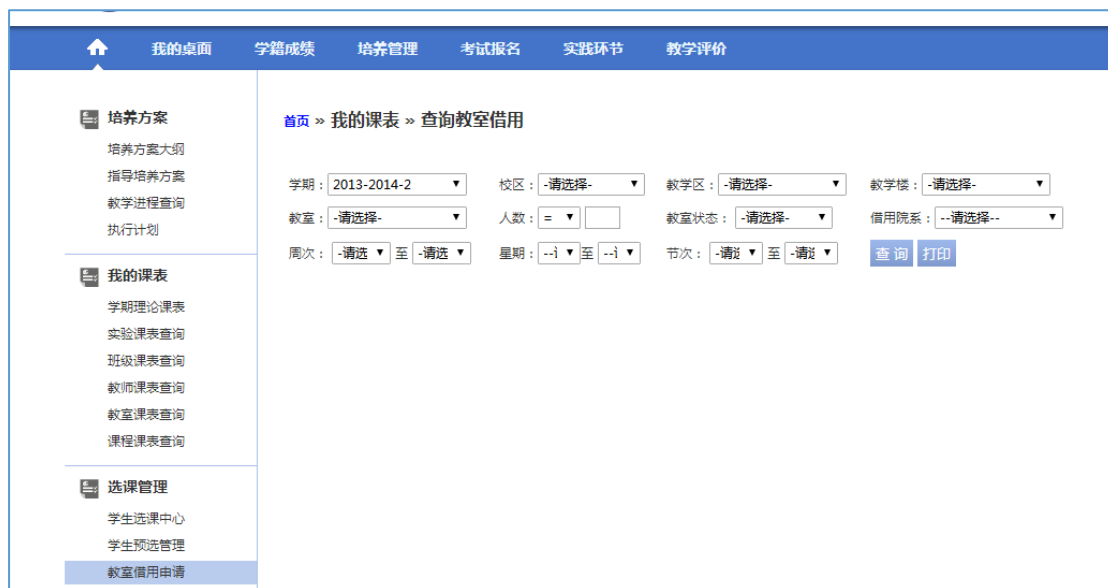 我的桌面 学籍成绩 培养管理 考试报名 实践环节 教学评价
培养方案
培养方案大纲
指导培养方案
教学进程查询
执行计划
我的课表
学期理论课表
实验课表查询
班级课表查询
教师课表查询
教室课表查询
课程课表查询
选课管理
学生选课中心
学生预选管理
教室借用申请
首页 » 我的课表 » 查询教室借用
学期： 2013-2014-2 校区： -请选择- 教学区： -请选择- 教学楼： -请选择-
教室： -请选择- 人数： = 教室状态： -请选择- 借用院系： --请选择--
周次： -请选 至 -请选 星期： -- 至 -- 节次： -请 至 -请 查 询 打印